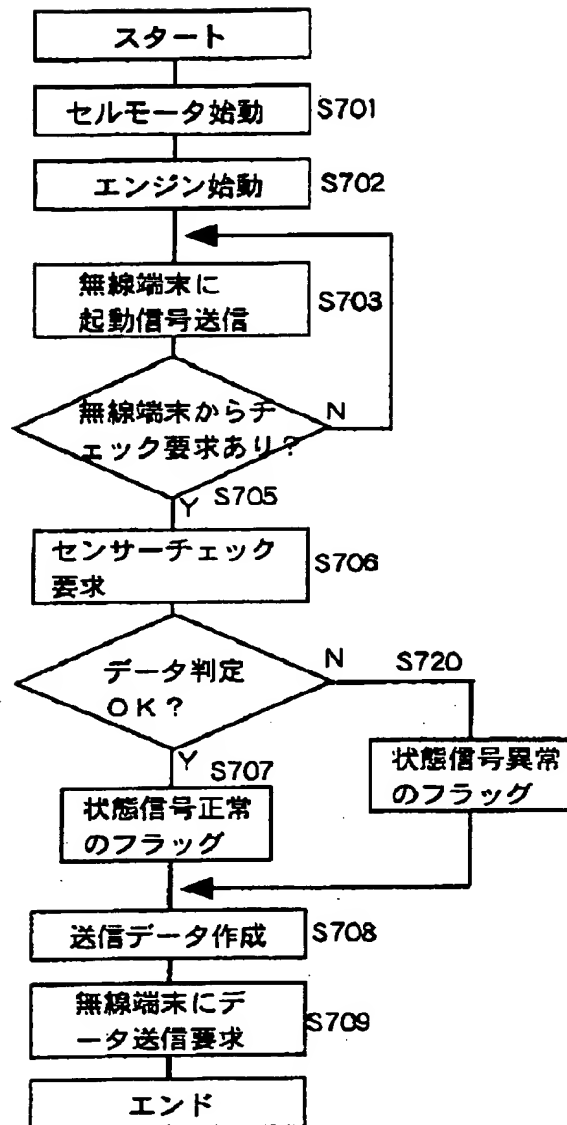 スタート
セルモータ始動 S701
エンジン始動 S702
無線端末に
起動信号送信 S703
無線端末からチ N
ェック要求あり?
Y S705
センサーチェック
要求 S706
データ判定 N S720
OK?
Y S707
状態信号異常
のフラッグ
状態信号正常
のフラッグ
送信データ作成 S708
無線端末にデ
ータ送信要求 S709
エンド